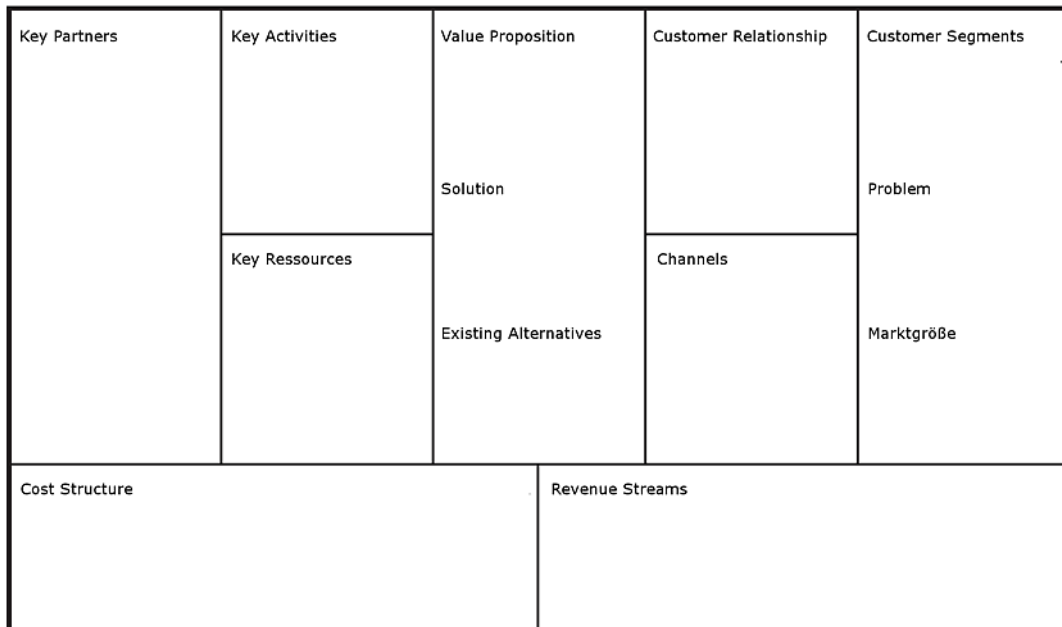 Key Partners
Key Activities
Value Proposition
Customer Relationship
Customer Segments
Solution
Problem
Key Ressources
Channels
Existing Alternatives
Marktgröße
Cost Structure
Revenue Streams